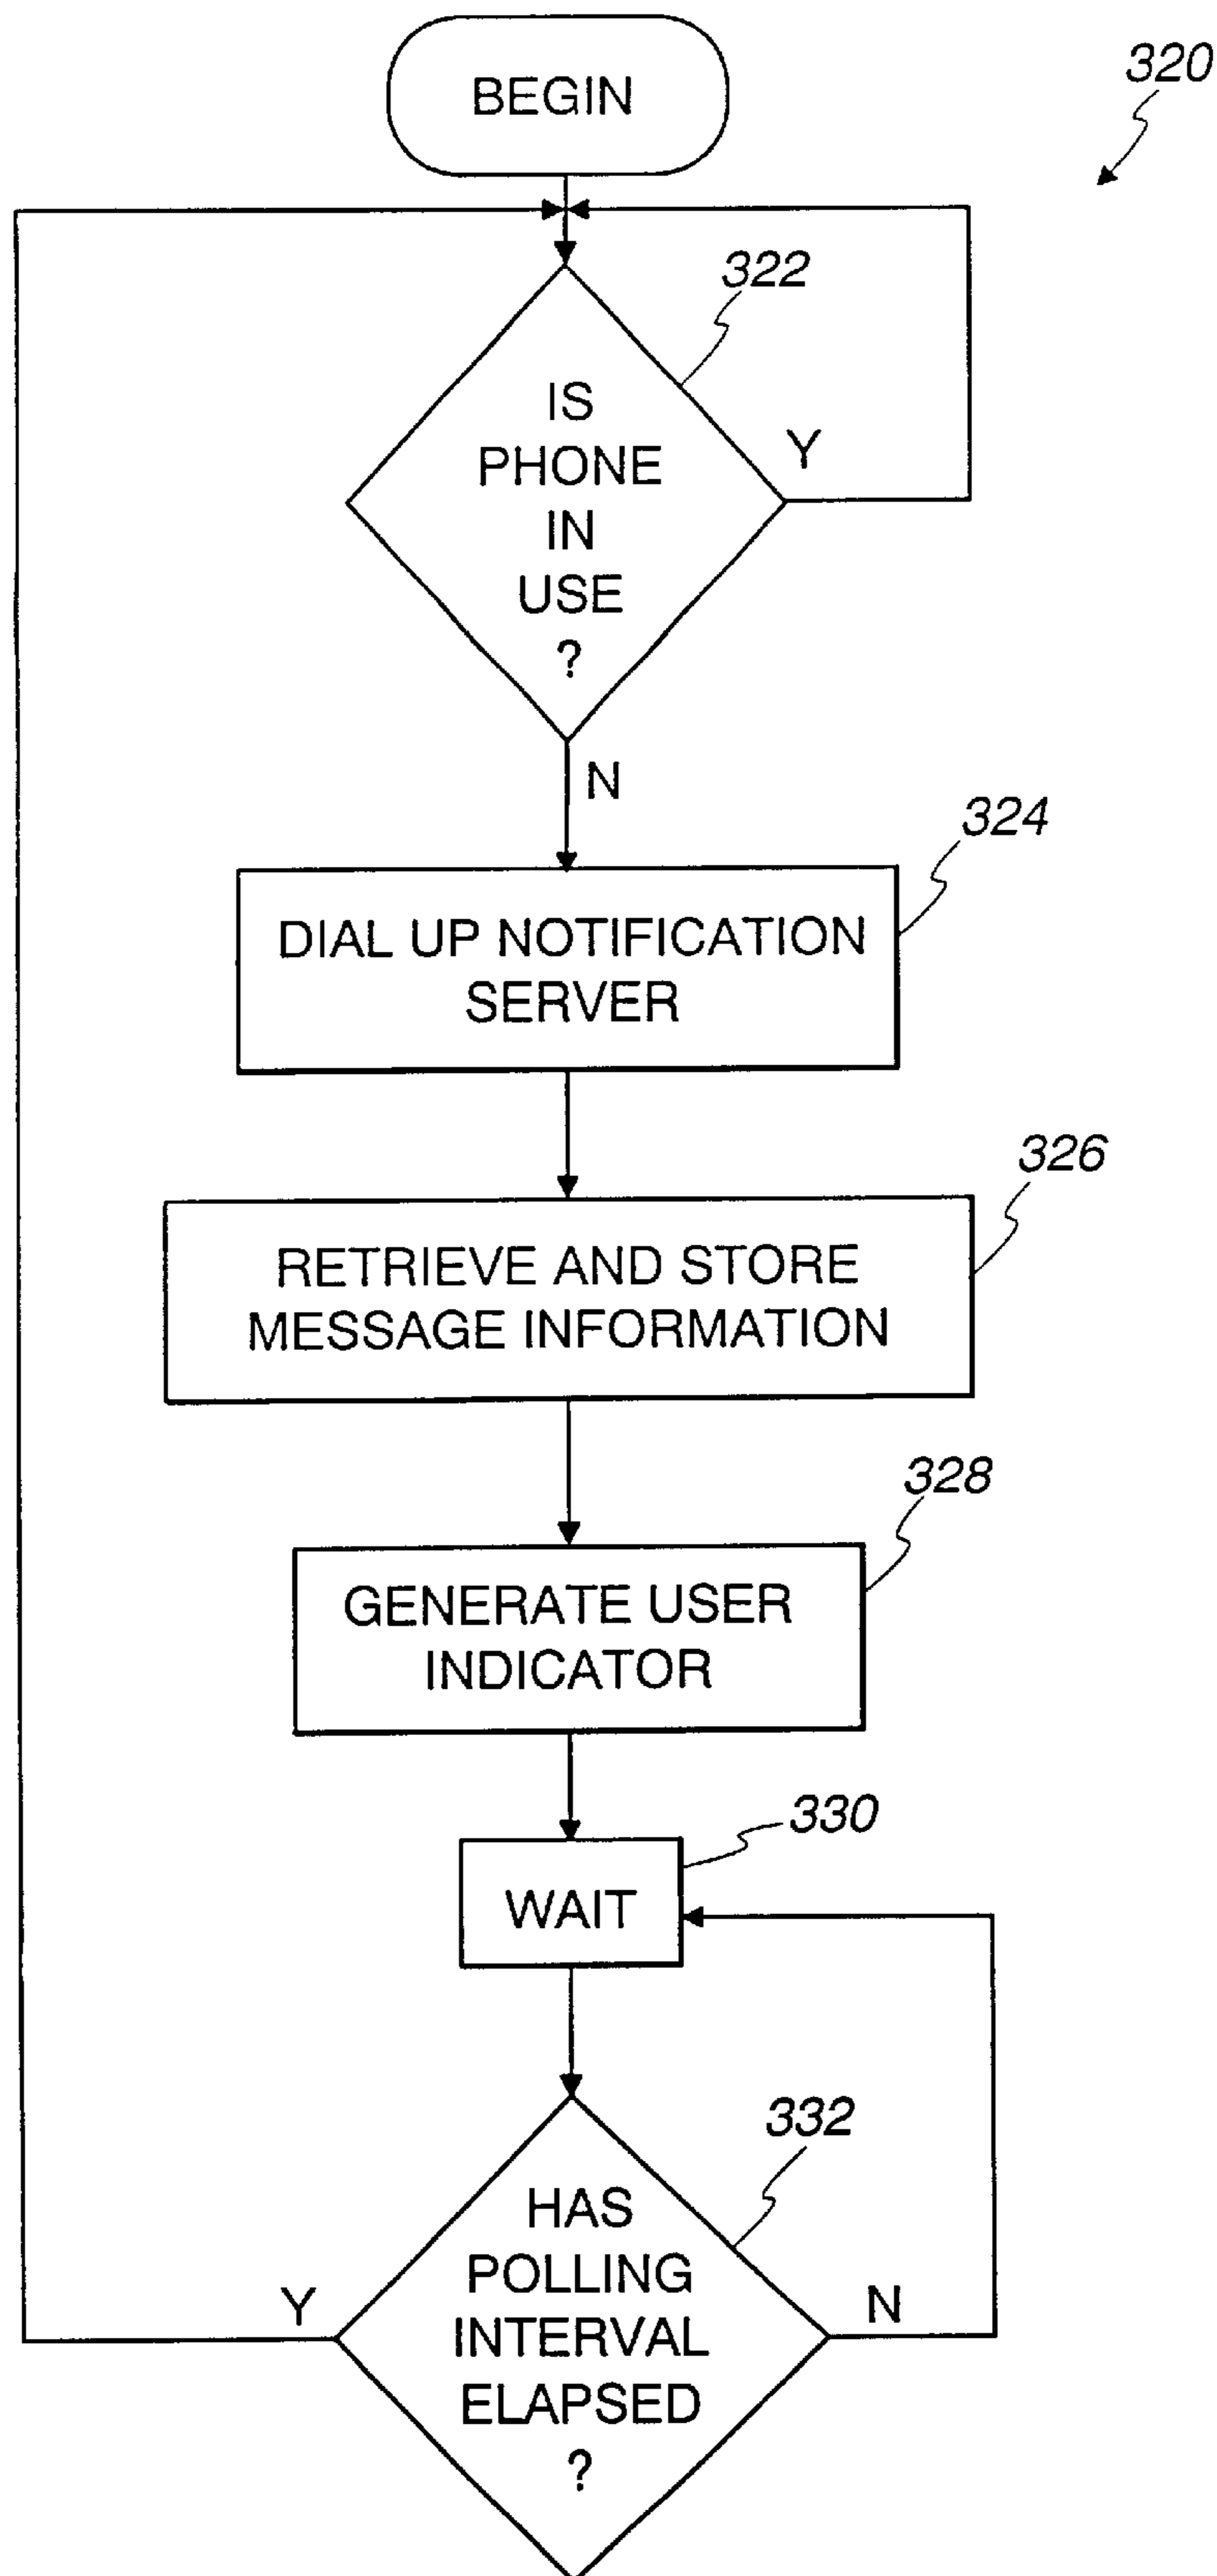 BEGIN
320
322
IS
PHONE
IN
USE
?
Y
N
324
DIAL UP NOTIFICATION
SERVER
326
RETRIEVE AND STORE
MESSAGE INFORMATION
328
GENERATE USER
INDICATOR
330
WAIT
332
HAS
POLLING
INTERVAL
ELAPSED
?
Y
N